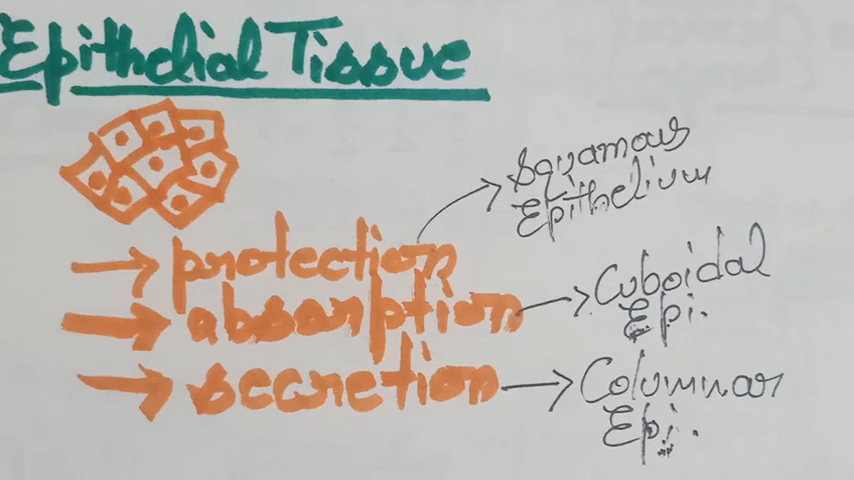 Epithelial Tissue
→ protection → Squamous
Epithelium
→ absorption → Cuboidal
Epi.
→ secretion → Columnar
Epi.